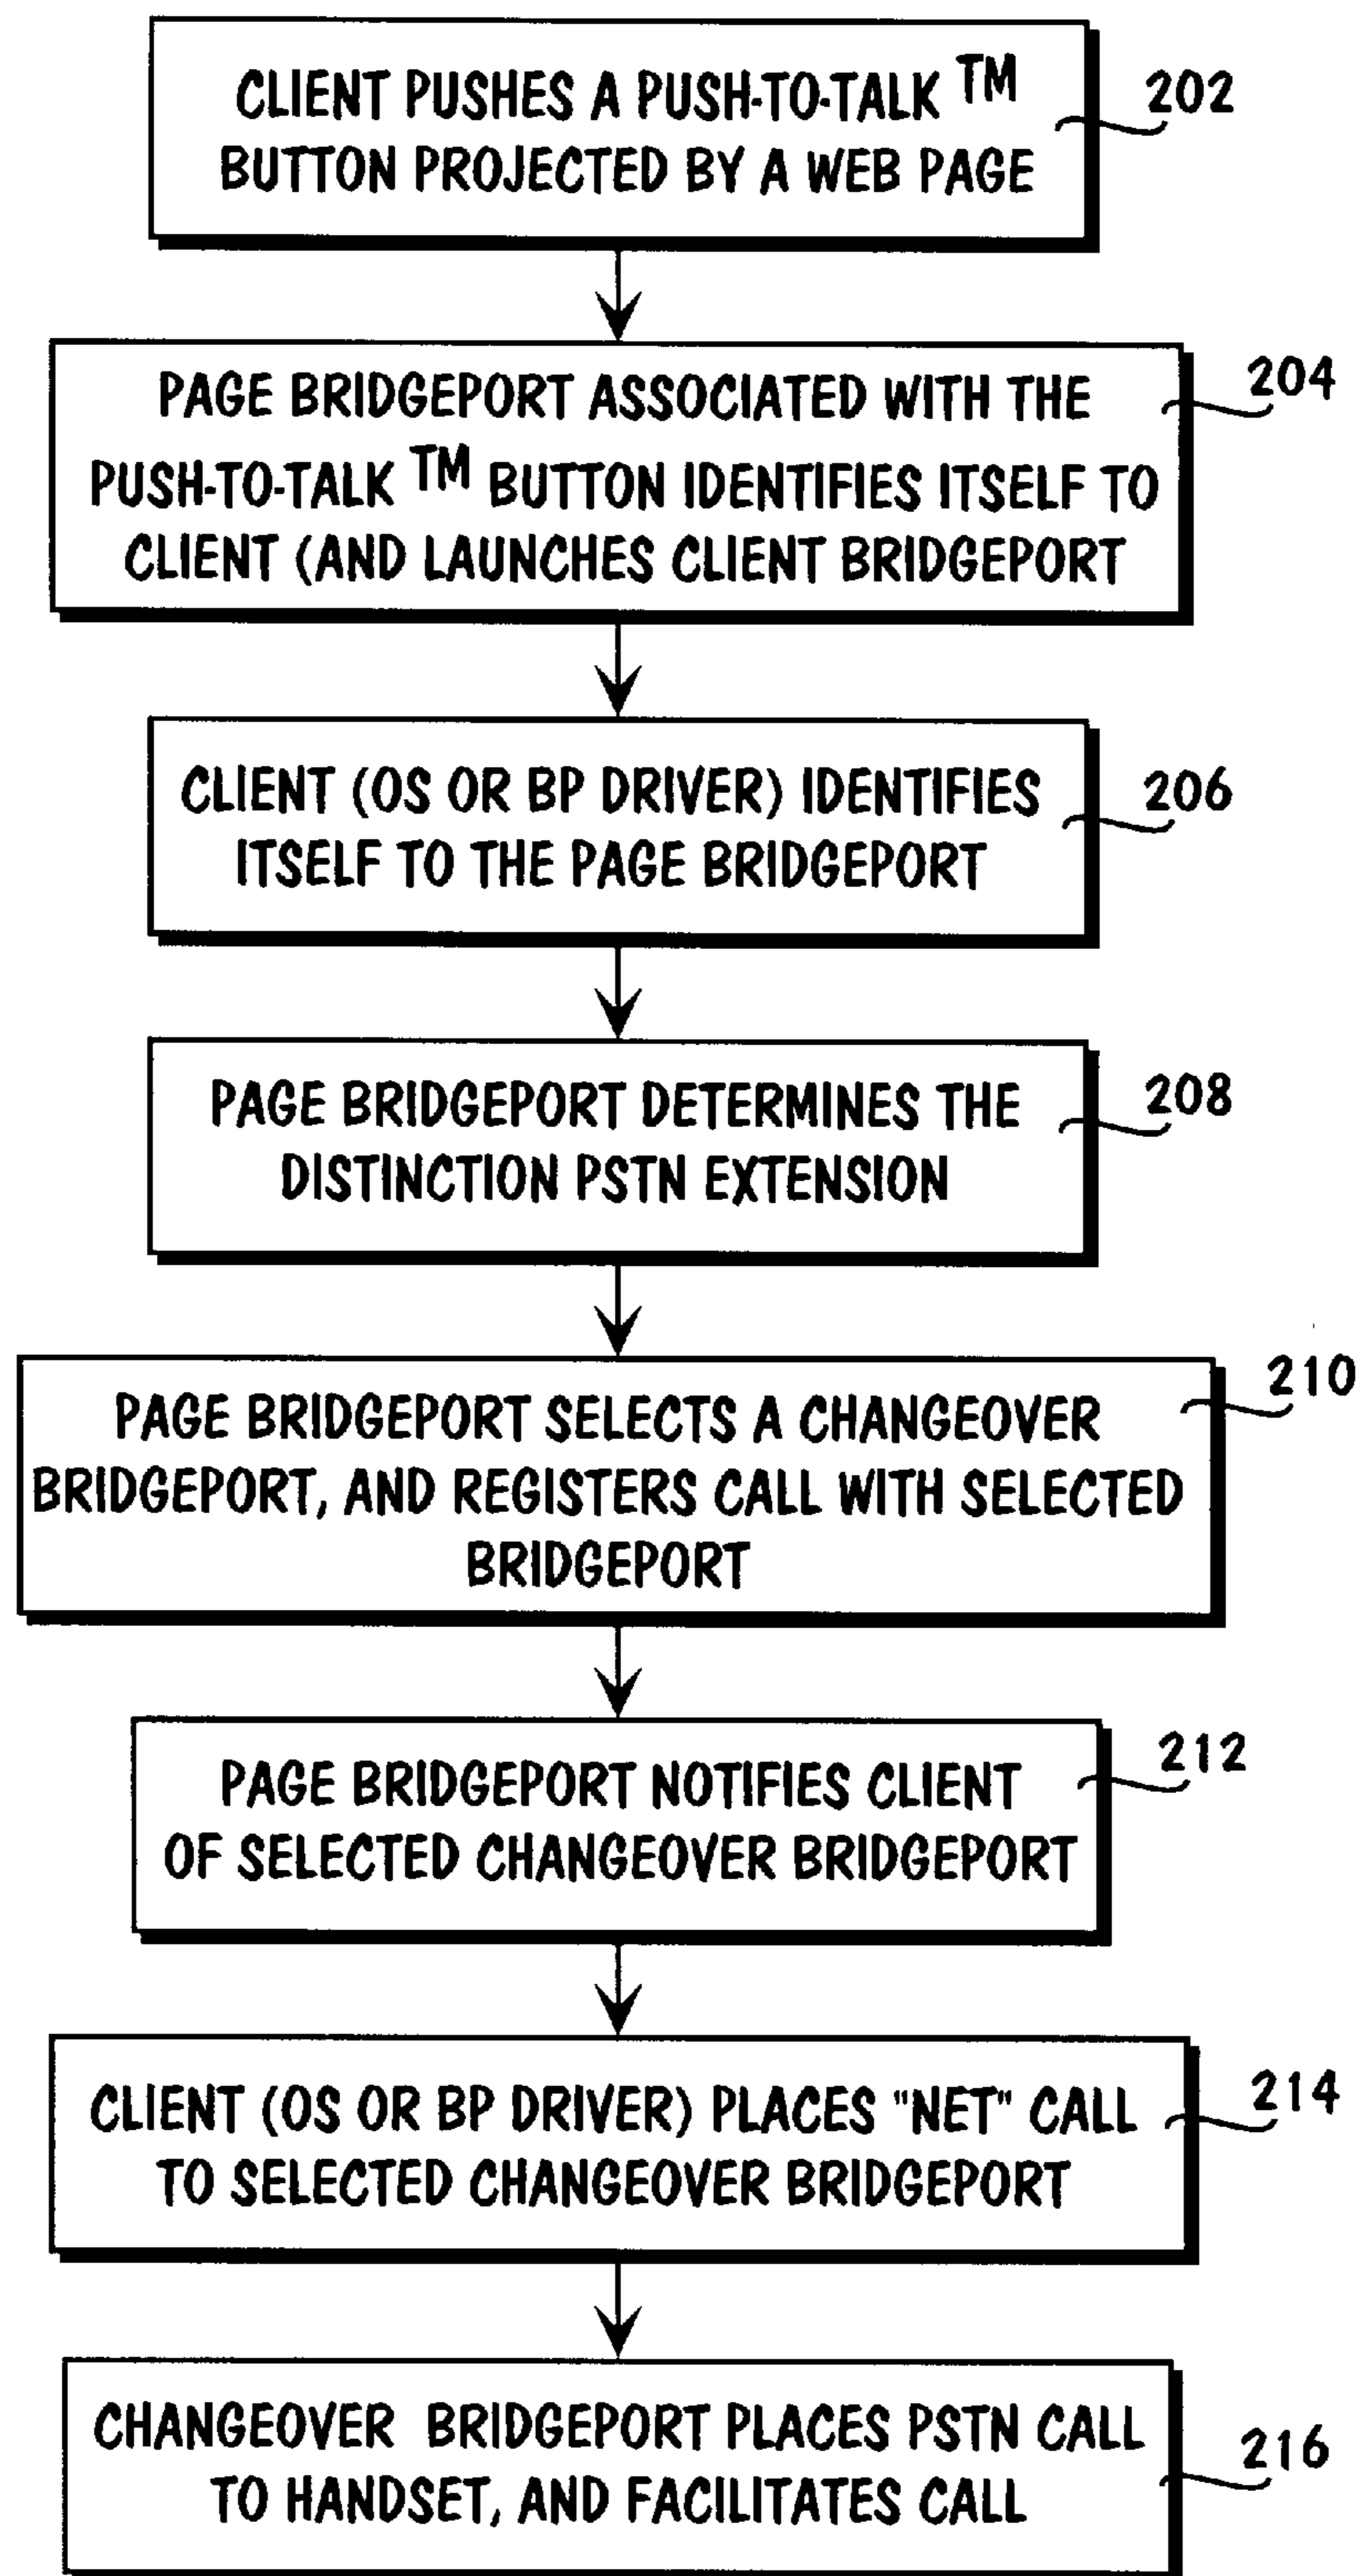 CLIENT PUSHES A PUSH-TO-TALK TM
BUTTON PROJECTED BY A WEB PAGE
202
PAGE BRIDGEPORT ASSOCIATED WITH THE
PUSH-TO-TALK TM BUTTON IDENTIFIES ITSELF TO
CLIENT (AND LAUNCHES CLIENT BRIDGEPORT
204
CLIENT (OS OR BP DRIVER) IDENTIFIES
ITSELF TO THE PAGE BRIDGEPORT
206
PAGE BRIDGEPORT DETERMINES THE
DISTINCTION PSTN EXTENSION
208
PAGE BRIDGEPORT SELECTS A CHANGEOVER
BRIDGEPORT, AND REGISTERS CALL WITH SELECTED
BRIDGEPORT
210
PAGE BRIDGEPORT NOTIFIES CLIENT
OF SELECTED CHANGEOVER BRIDGEPORT
212
CLIENT (OS OR BP DRIVER) PLACES "NET" CALL
TO SELECTED CHANGEOVER BRIDGEPORT
214
CHANGEOVER BRIDGEPORT PLACES PSTN CALL
TO HANDSET, AND FACILITATES CALL
216